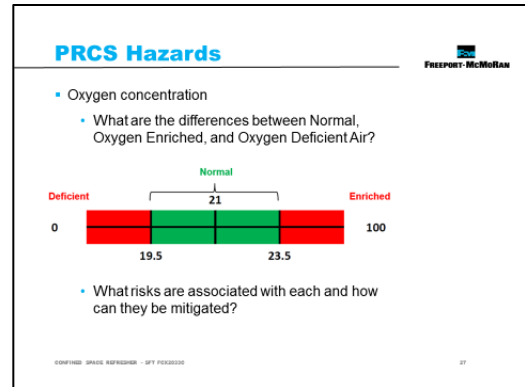 PRCS Hazards
FREEPORT-McMoRAN
Oxygen concentration
What are the differences between Normal,
Oxygen Enriched, and Oxygen Deficient Air?
Normal
Deficient
21
Enriched
0
100
19.5
23.5
What risks are associated with each and how
can they be mitigated?
CONFINED SPACE REFRESHER - SFT FCX2033C
27